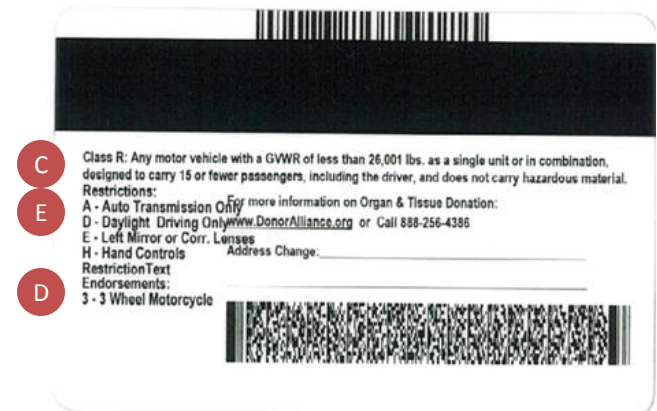 C
Class R: Any motor vehicle with a GVWR of less than 26,001 lbs. as a single unit or in combination,
designed to carry 15 or fewer passengers, including the driver, and does not carry hazardous material.
Restrictions:
For more information on Organ & Tissue Donation:
E
A - Auto Transmission Only
D - Daylight Driving Only
www.DonorAlliance.org or Call 888-256-4386
E - Left Mirror or Corr. Lenses
H - Hand Controls
Address Change:
RestrictionText
D
Endorsements:
3 - 3 Wheel Motorcycle